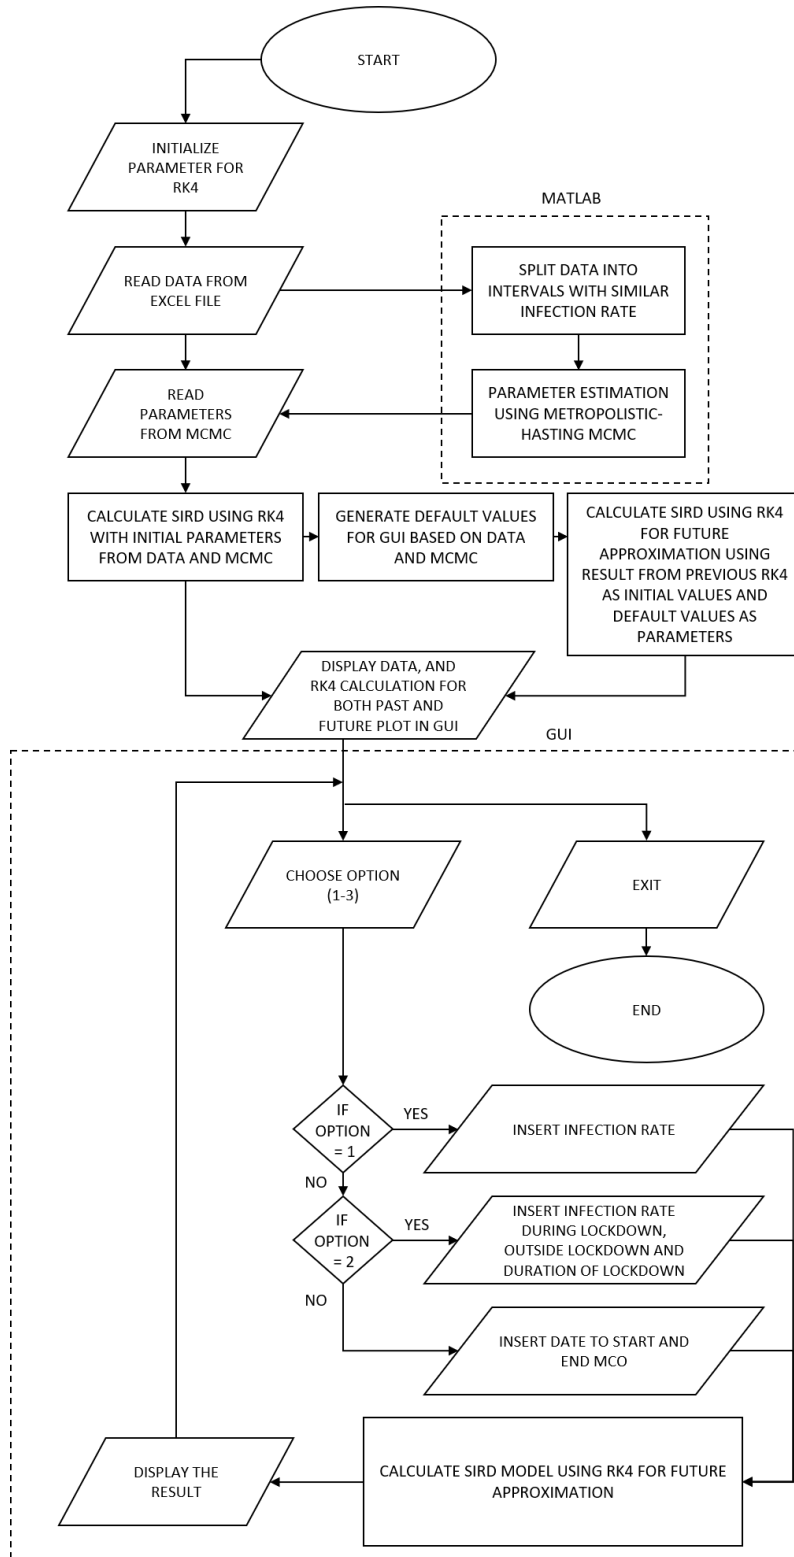 START
INITIALIZE
PARAMETER FOR
RK4
MATLAB
READ DATA FROM
EXCEL FILE
SPLIT DATA INTO
INTERVALS WITH SIMILAR
INFECTION RATE
READ
PARAMETERS
FROM MCMC
PARAMETER ESTIMATION
USING METROPOLISTIC-
HASTING MCMC
CALCULATE SIRD USING RK4
WITH INITIAL PARAMETERS
FROM DATA AND MCMC
GENERATE DEFAULT VALUES
FOR GUI BASED ON DATA
AND MCMC
CALCULATE SIRD USING RK4
FOR FUTURE
APPROXIMATION USING
RESULT FROM PREVIOUS RK4
AS INITIAL VALUES AND
DEFAULT VALUES AS
PARAMETERS
DISPLAY DATA, AND
RK4 CALCULATION FOR
BOTH PAST AND
FUTURE PLOT IN GUI
GUI
CHOOSE OPTION
(1-3)
EXIT
END
IF
OPTION
= 1
YES
INSERT INFECTION RATE
NO
IF
OPTION
= 2
YES
INSERT INFECTION RATE
DURING LOCKDOWN,
OUTSIDE LOCKDOWN AND
DURATION OF LOCKDOWN
NO
INSERT DATE TO START AND
END MCO
DISPLAY THE
RESULT
CALCULATE SIRD MODEL USING RK4 FOR FUTURE
APPROXIMATION